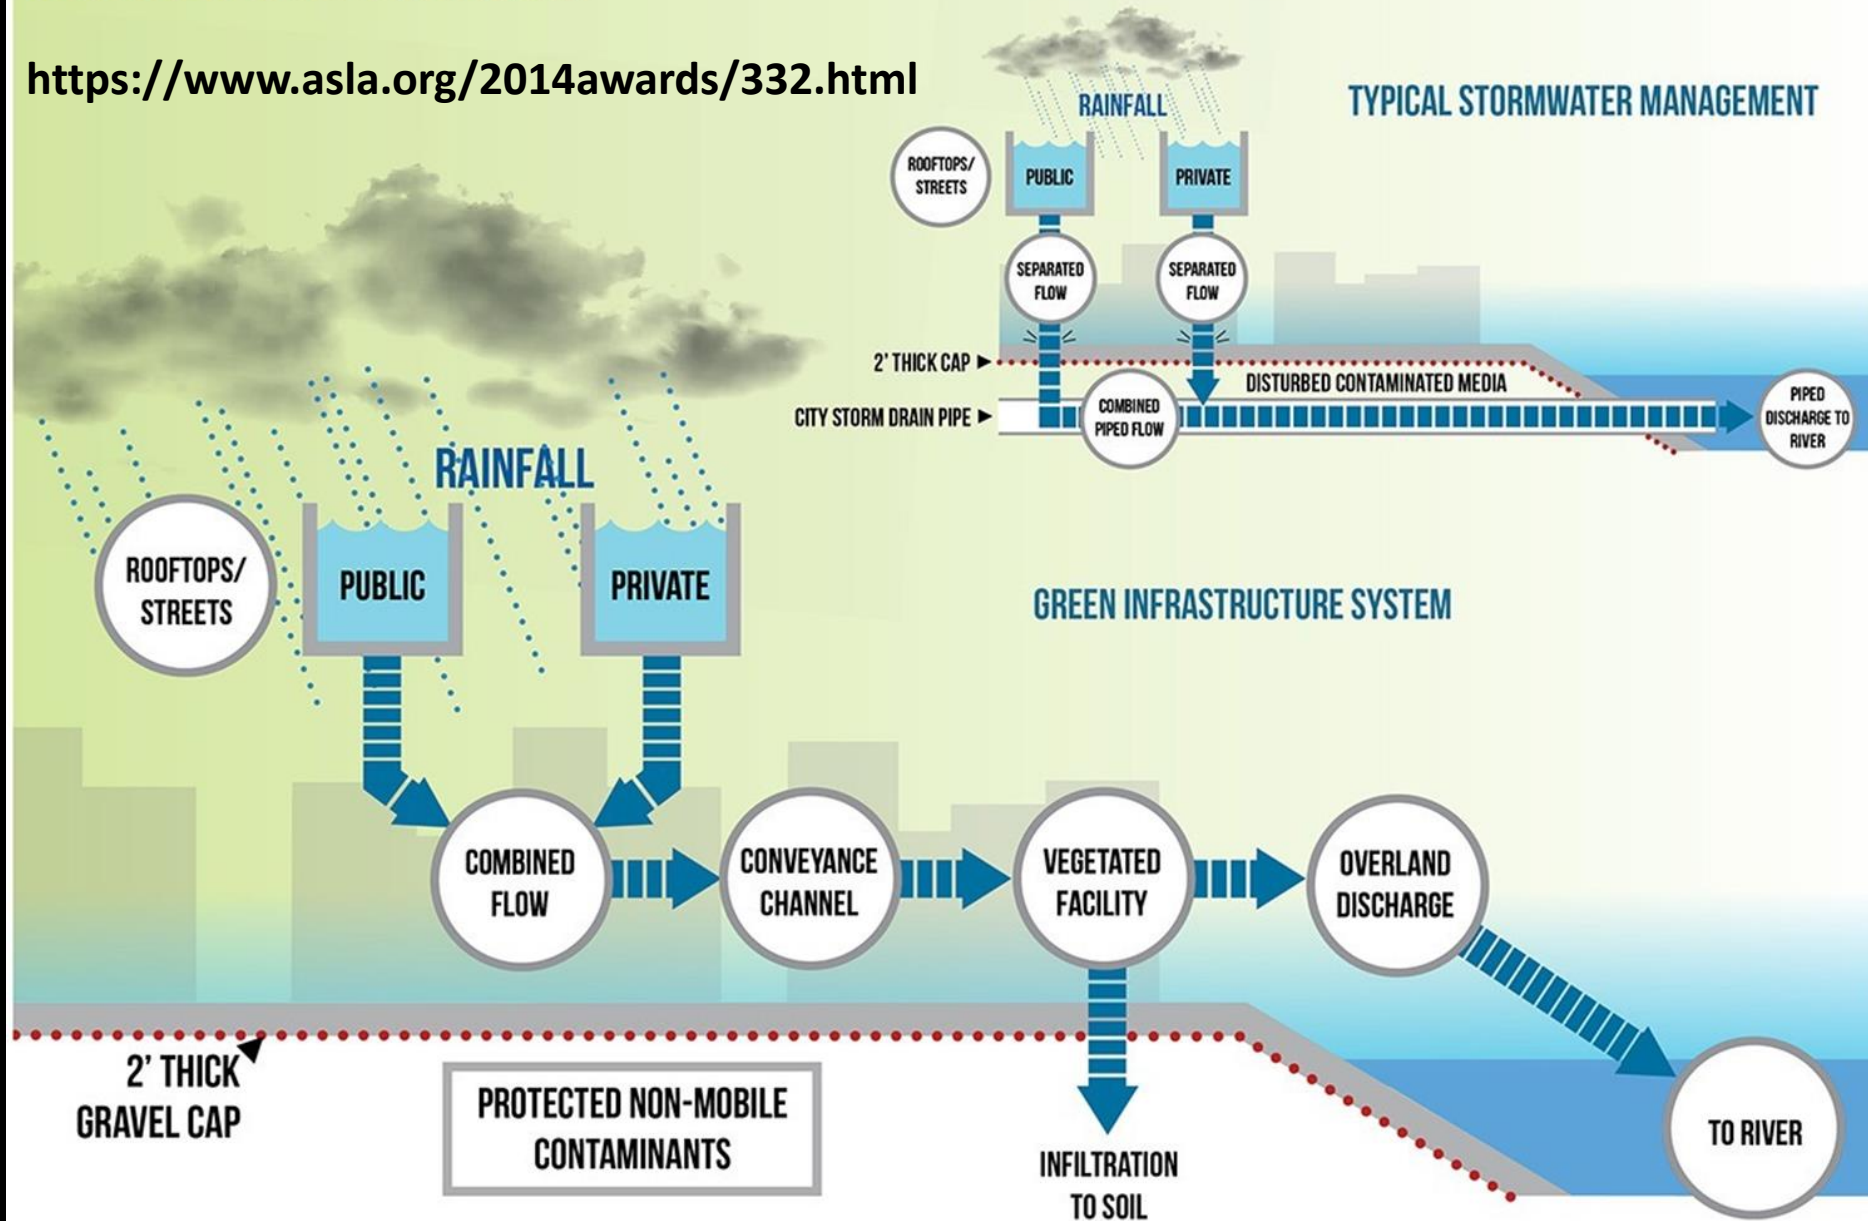 https://www.asla.org/2014awards/332.html
TYPICAL STORMWATER MANAGEMENT
RAINFALL
ROOFTOPS/
STREETS
PUBLIC
PRIVATE
SEPARATED
FLOW
SEPARATED
FLOW
2' THICK CAP
DISTURBED CONTAMINATED MEDIA
CITY STORM DRAIN PIPE
COMBINED
PIPED FLOW
PIPED
DISCHARGE TO
RIVER
RAINFALL
ROOFTOPS/
STREETS
PUBLIC
PRIVATE
GREEN INFRASTRUCTURE SYSTEM
COMBINED
FLOW
CONVEYANCE
CHANNEL
VEGETATED
FACILITY
OVERLAND
DISCHARGE
2' THICK
GRAVEL CAP
PROTECTED NON-MOBILE
CONTAMINANTS
INFILTRATION
TO SOIL
TO RIVER